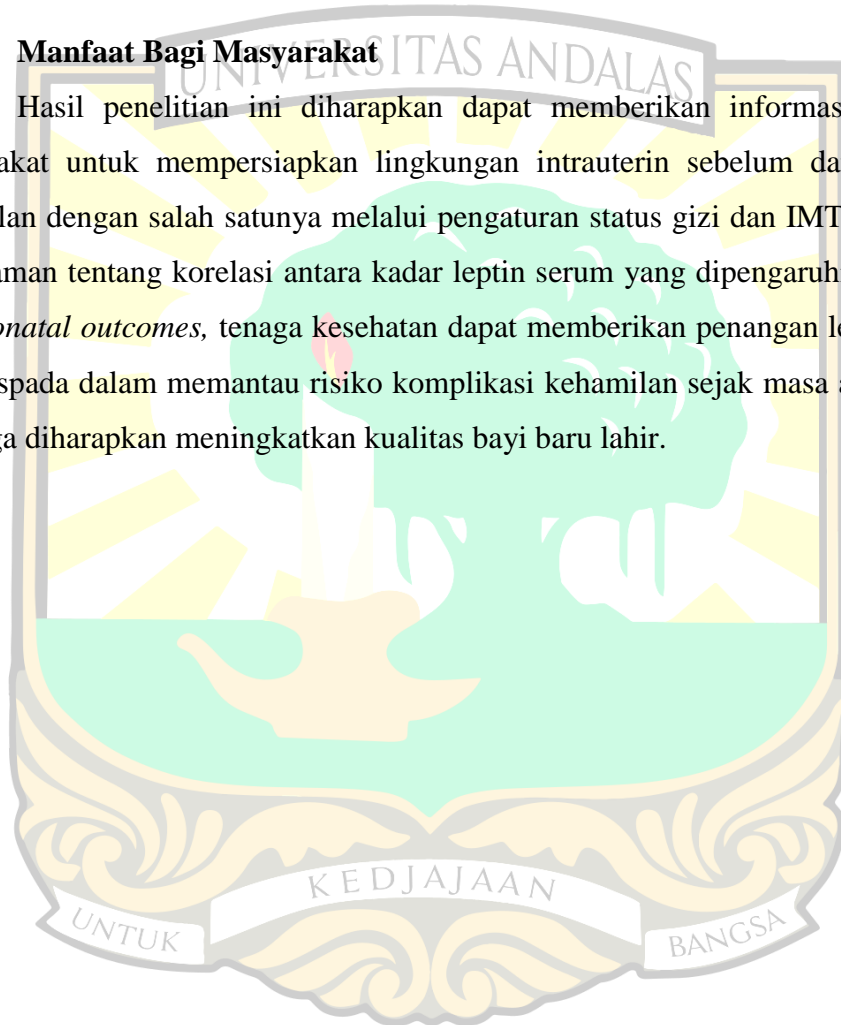 Manfaat Bagi Masyarakat
UNIVERSITAS ANDALAS
Hasil penelitian ini diharapkan dapat memberikan informas
akat untuk mempersiapkan lingkungan intrauterin sebelum da
lan dengan salah satunya melalui pengaturan status gizi dan IMT
aman tentang korelasi antara kadar leptin serum yang dipengaruh
onatal outcomes, tenaga kesehatan dapat memberikan penangan le
spada dalam memantau risiko komplikasi kehamilan sejak masa a
ga diharapkan meningkatkan kualitas bayi baru lahir.
UNTUK KEDJAJAAN BANGSA